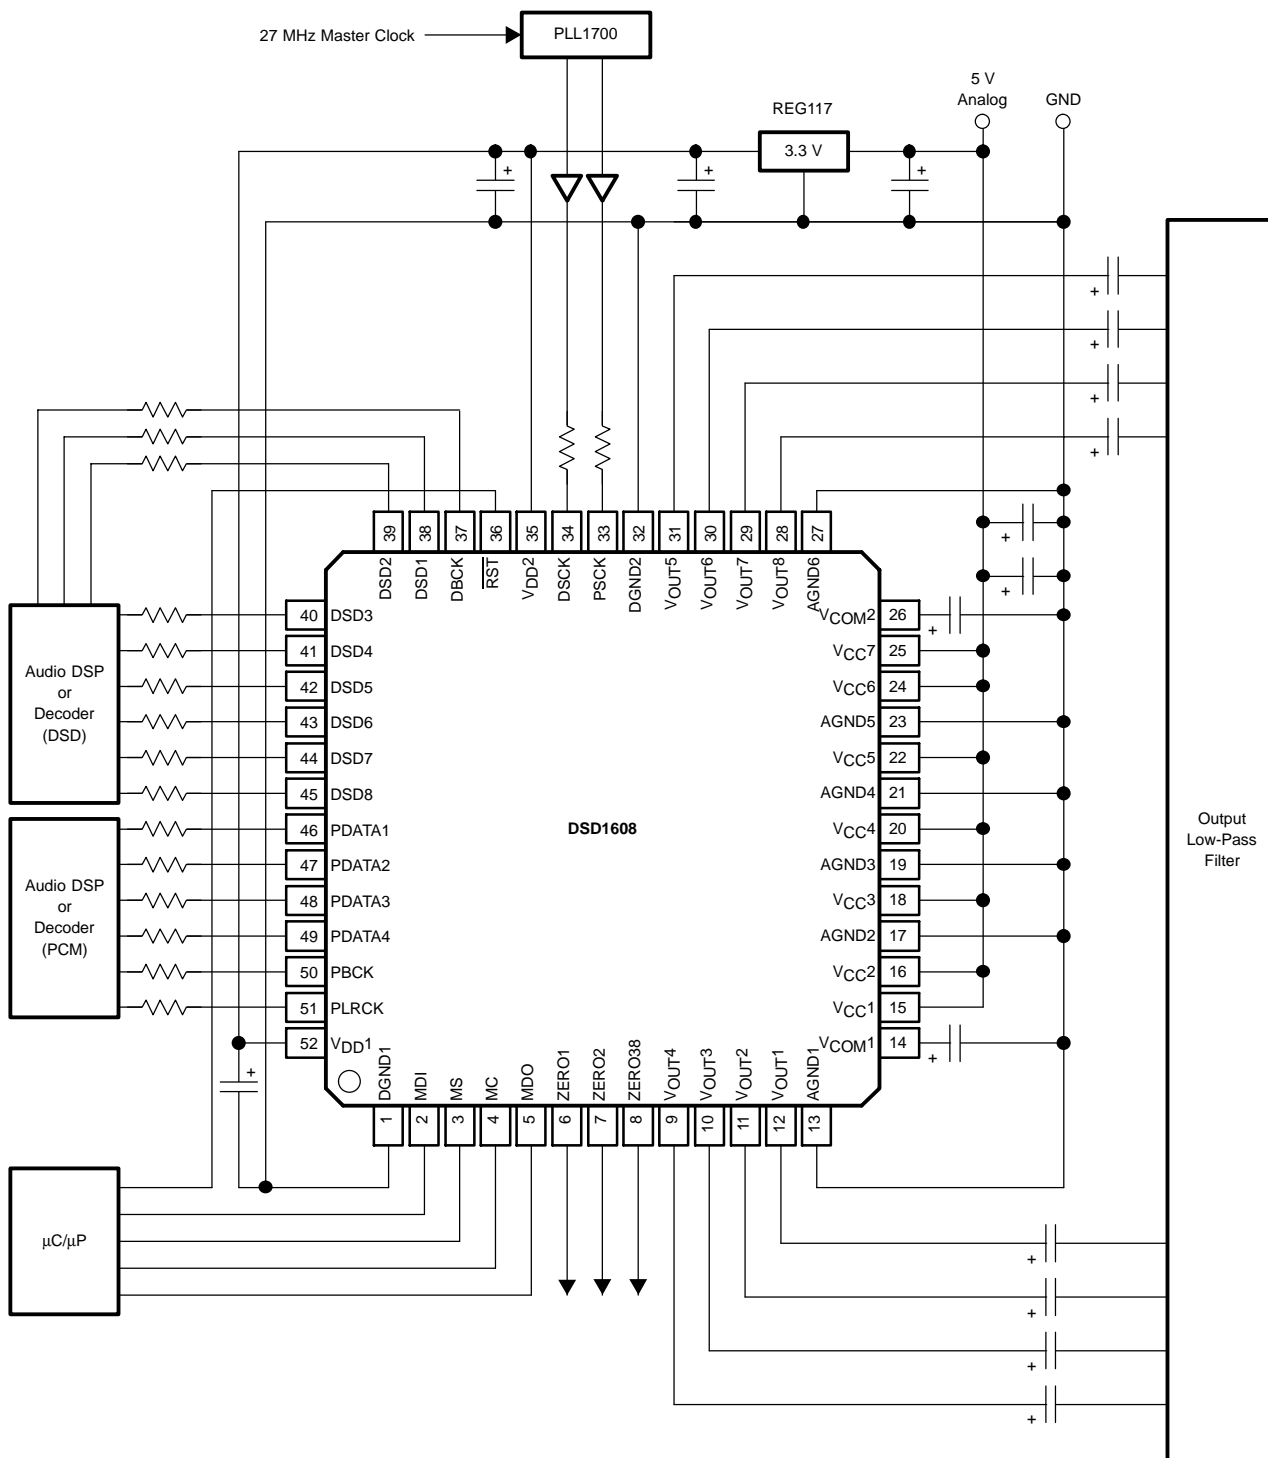 27 MHz Master Clock
PLL1700
5 V
Analog
GND
REG117
3.3 V
+
+
+
+
+
+
+
39
38
37
36
35
34
33
32
31
30
29
28
27
DSD2
DSD1
DBCK
RST
VDD2
DSCK
PSCK
DGND2
VOUT5
VOUT6
VOUT7
VOUT8
AGND6
+
+
Audio DSP
or
Decoder
(DSD)
40 DSD3
41 DSD4
42 DSD5
43 DSD6
44 DSD7
45 DSD8
Audio DSP
or
Decoder
(PCM)
46 PDATA1
47 PDATA2
48 PDATA3
49 PDATA4
50 PBCK
51 PLRCK
52 VDD1
+
DSD1608
VCOM2 26
+
VCC7 25
VCC6 24
AGND5 23
VCC5 22
AGND4 21
VCC4 20
AGND3 19
VCC3 18
AGND2 17
VCC2 16
VCC1 15
VCOM1 14
+
Output
Low-Pass
Filter
DGND1
MDI
MS
MC
MDO
ZERO1
ZERO2
ZERO38
VOUT4
VOUT3
VOUT2
VOUT1
AGND1
1
2
3
4
5
6
7
8
9
10
11
12
13
μC/μP
+
+
+
+